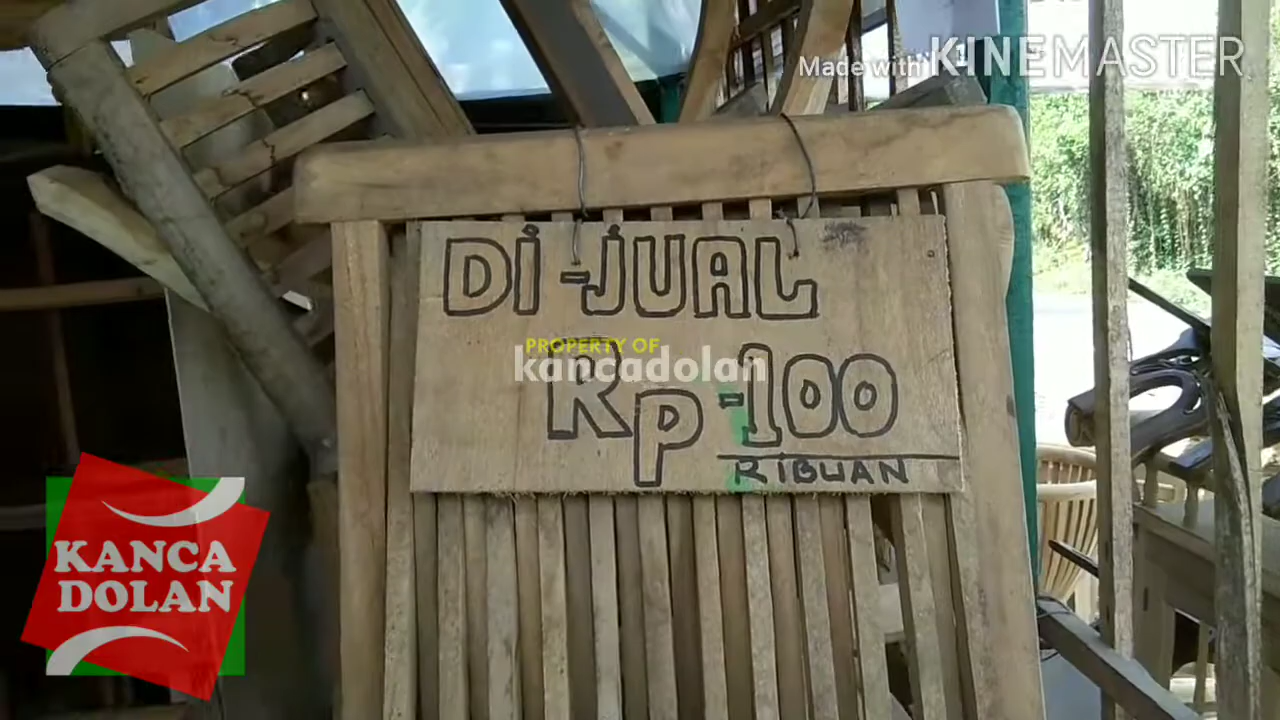 Made with KINEMASTER
Di-JUAL
PROPERTY OF
kancadolan
Rp-100
RIBUAN
KANCA
DOLAN